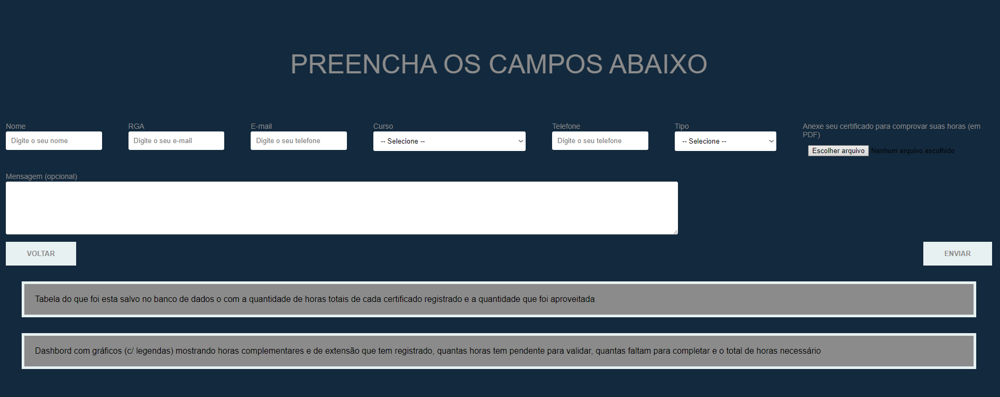 PREENCHA OS CAMPOS ABAIXO
Nome
RGA
E-mail
Curso
Telefone
Tipo
Anexe seu certificado para comprovar suas horas (em
PDF)
Digite o seu nome
Digite o seu e-mail
Digite o seu telefone
-- Selecione --
Digite o seu telefone
-- Selecione --
Escolher arquivo Nenhum arquivo escolhido
Mensagem (opcional)
VOLTAR
ENVIAR
Tabela do que foi esta salvo no banco de dados o com a quantidade de horas totais de cada certificado registrado e a quantidade que foi aproveitada
Dashbord com gráficos (c/ legendas) mostrando horas complementares e de extensão que tem registrado, quantas horas tem pendente para validar, quantas faltam para completar e o total de horas necessário